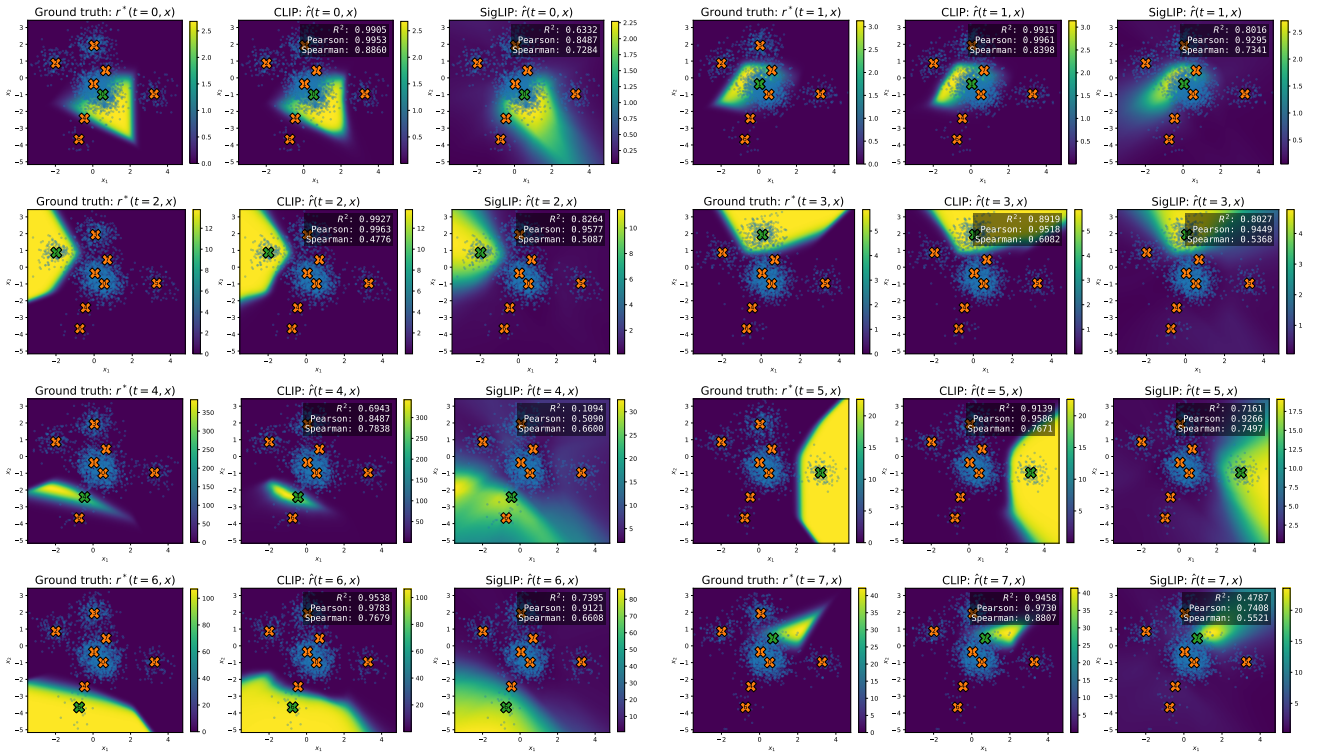 Ground truth: r*(t=0, x)
CLIP: r̂(t=0, x)
SigLIP: r̂(t=0, x)
R²: 0.9905
Pearson: 0.9953
Spearman: 0.8860
R²: 0.6332
Pearson: 0.8487
Spearman: 0.7284
Ground truth: r*(t=1, x)
CLIP: r̂(t=1, x)
SigLIP: r̂(t=1, x)
R²: 0.9915
Pearson: 0.9961
Spearman: 0.8398
R²: 0.8016
Pearson: 0.9295
Spearman: 0.7341
Ground truth: r*(t=2, x)
CLIP: r̂(t=2, x)
SigLIP: r̂(t=2, x)
R²: 0.9927
Pearson: 0.9963
Spearman: 0.4776
R²: 0.8264
Pearson: 0.9577
Spearman: 0.5087
Ground truth: r*(t=3, x)
CLIP: r̂(t=3, x)
SigLIP: r̂(t=3, x)
R²: 0.8919
Pearson: 0.9518
Spearman: 0.6082
R²: 0.8027
Pearson: 0.9449
Spearman: 0.5368
Ground truth: r*(t=4, x)
CLIP: r̂(t=4, x)
SigLIP: r̂(t=4, x)
R²: 0.6943
Pearson: 0.8487
Spearman: 0.7838
R²: 0.1094
Pearson: 0.5090
Spearman: 0.6600
Ground truth: r*(t=5, x)
CLIP: r̂(t=5, x)
SigLIP: r̂(t=5, x)
R²: 0.9139
Pearson: 0.9586
Spearman: 0.7671
R²: 0.7161
Pearson: 0.9266
Spearman: 0.7497
Ground truth: r*(t=6, x)
CLIP: r̂(t=6, x)
SigLIP: r̂(t=6, x)
R²: 0.9538
Pearson: 0.9783
Spearman: 0.7679
R²: 0.7395
Pearson: 0.9121
Spearman: 0.6608
Ground truth: r*(t=7, x)
CLIP: r̂(t=7, x)
SigLIP: r̂(t=7, x)
R²: 0.9458
Pearson: 0.9730
Spearman: 0.8807
R²: 0.4787
Pearson: 0.7408
Spearman: 0.5521